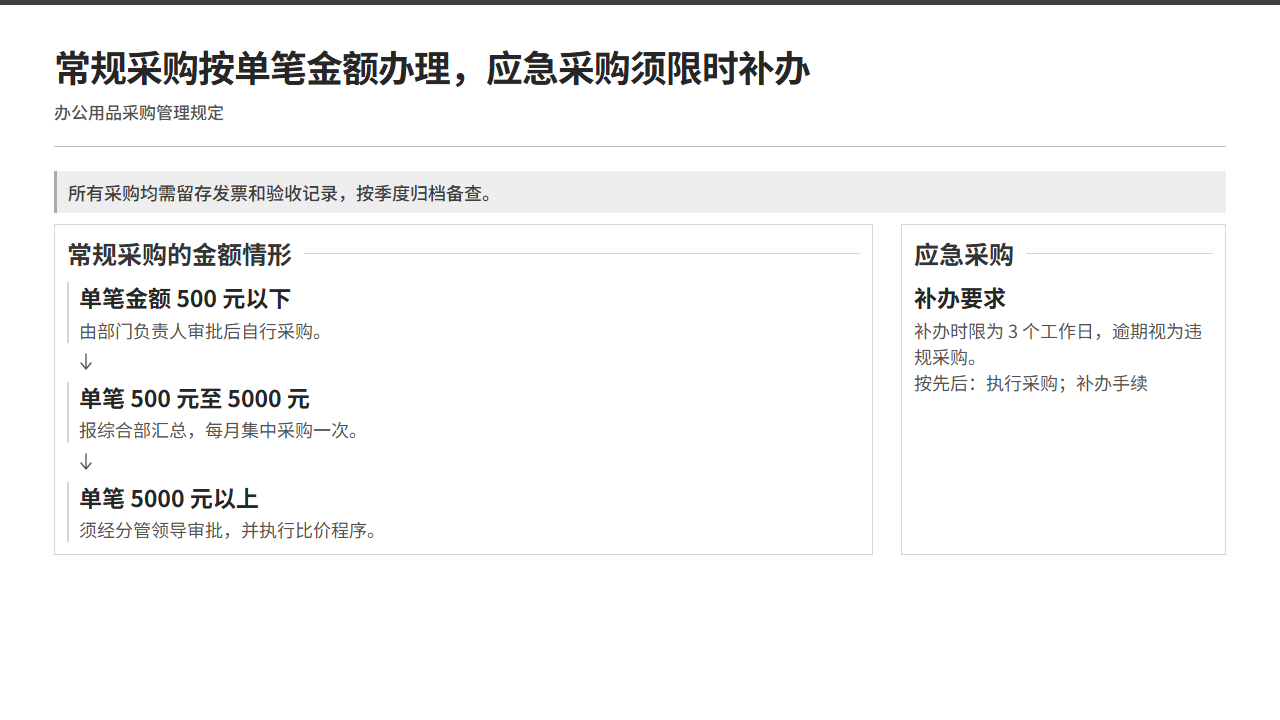 常规采购按单笔金额办理，应急采购须限时补办
办公用品采购管理规定
所有采购均需留存发票和验收记录，按季度归档备查。
常规采购的金额情形
单笔金额 500 元以下
由部门负责人审批后自行采购。
↓
单笔 500 元至 5000 元
报综合部汇总，每月集中采购一次。
↓
单笔 5000 元以上
须经分管领导审批，并执行比价程序。
应急采购
补办要求
补办时限为 3 个工作日，逾期视为违
规采购。
按先后：执行采购；补办手续